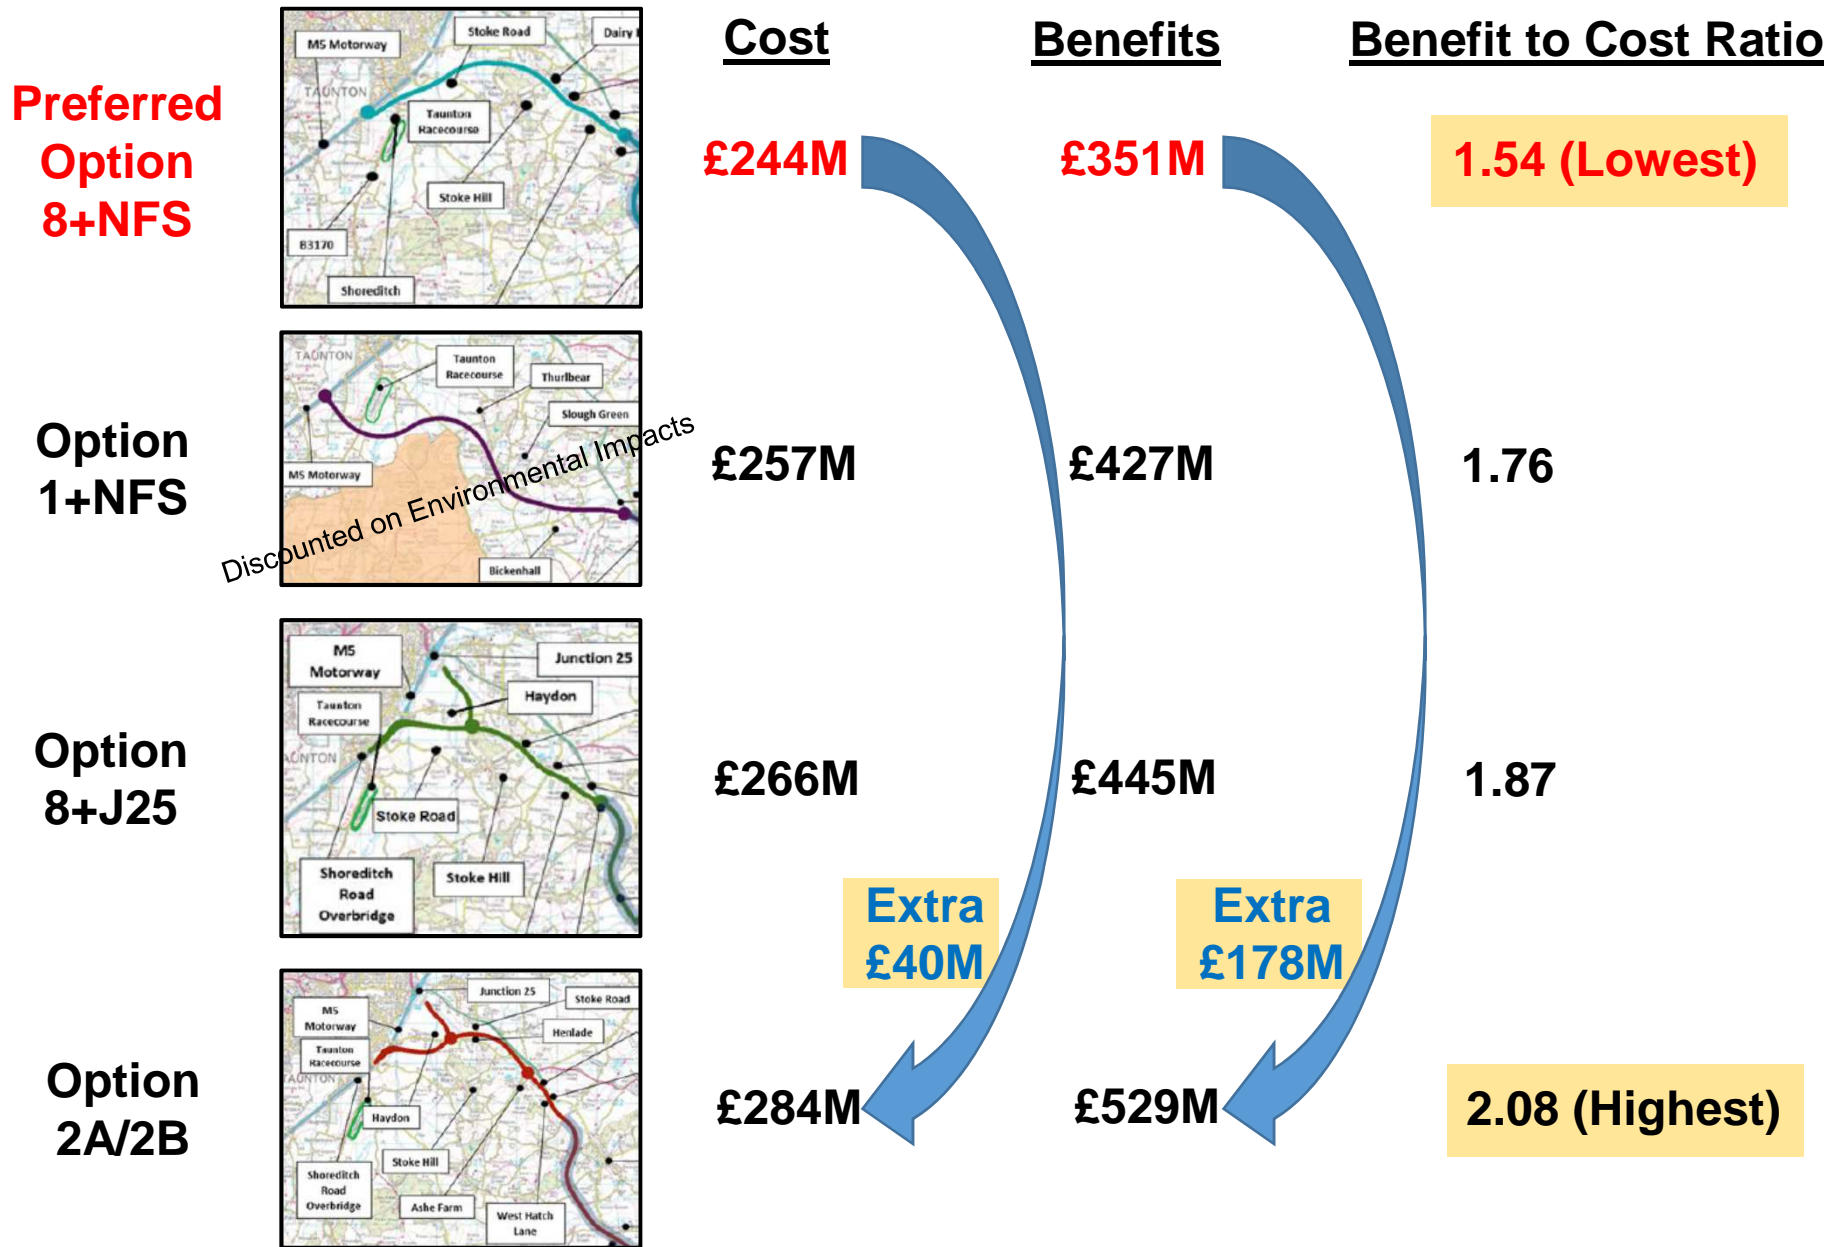 Cost
Benefits
Benefit to Cost Ratio
Preferred
Option
8+NFS
M5 Motorway
Stoke Road
Dairy
TAUNTON
Taunton
Racecourse
Stoke Hill
B3170
Shoreditch
£244M
£351M
1.54 (Lowest)
Option
1+NFS
TAUNTON
Taunton
Racecourse
Thurlbear
Slough Green
M5 Motorway
Bickenhall
Discounted on Environmental Impacts
£257M
£427M
1.76
Option
8+J25
M5
Motorway
Junction 25
Haydon
Taunton
Racecourse
AUNTON
Stoke Road
Shoreditch
Road
Overbridge
Stoke Hill
£266M
£445M
1.87
Extra
£40M
Extra
£178M
Option
2A/2B
Junction 25
Stoke Road
M5
Motorway
Henlade
Taunton
Racecourse
TAUNTON
Haydon
Stoke Hill
Shoreditch
Road
Overbridge
Ashe Farm
West Hatch
Lane
£284M
£529M
2.08 (Highest)